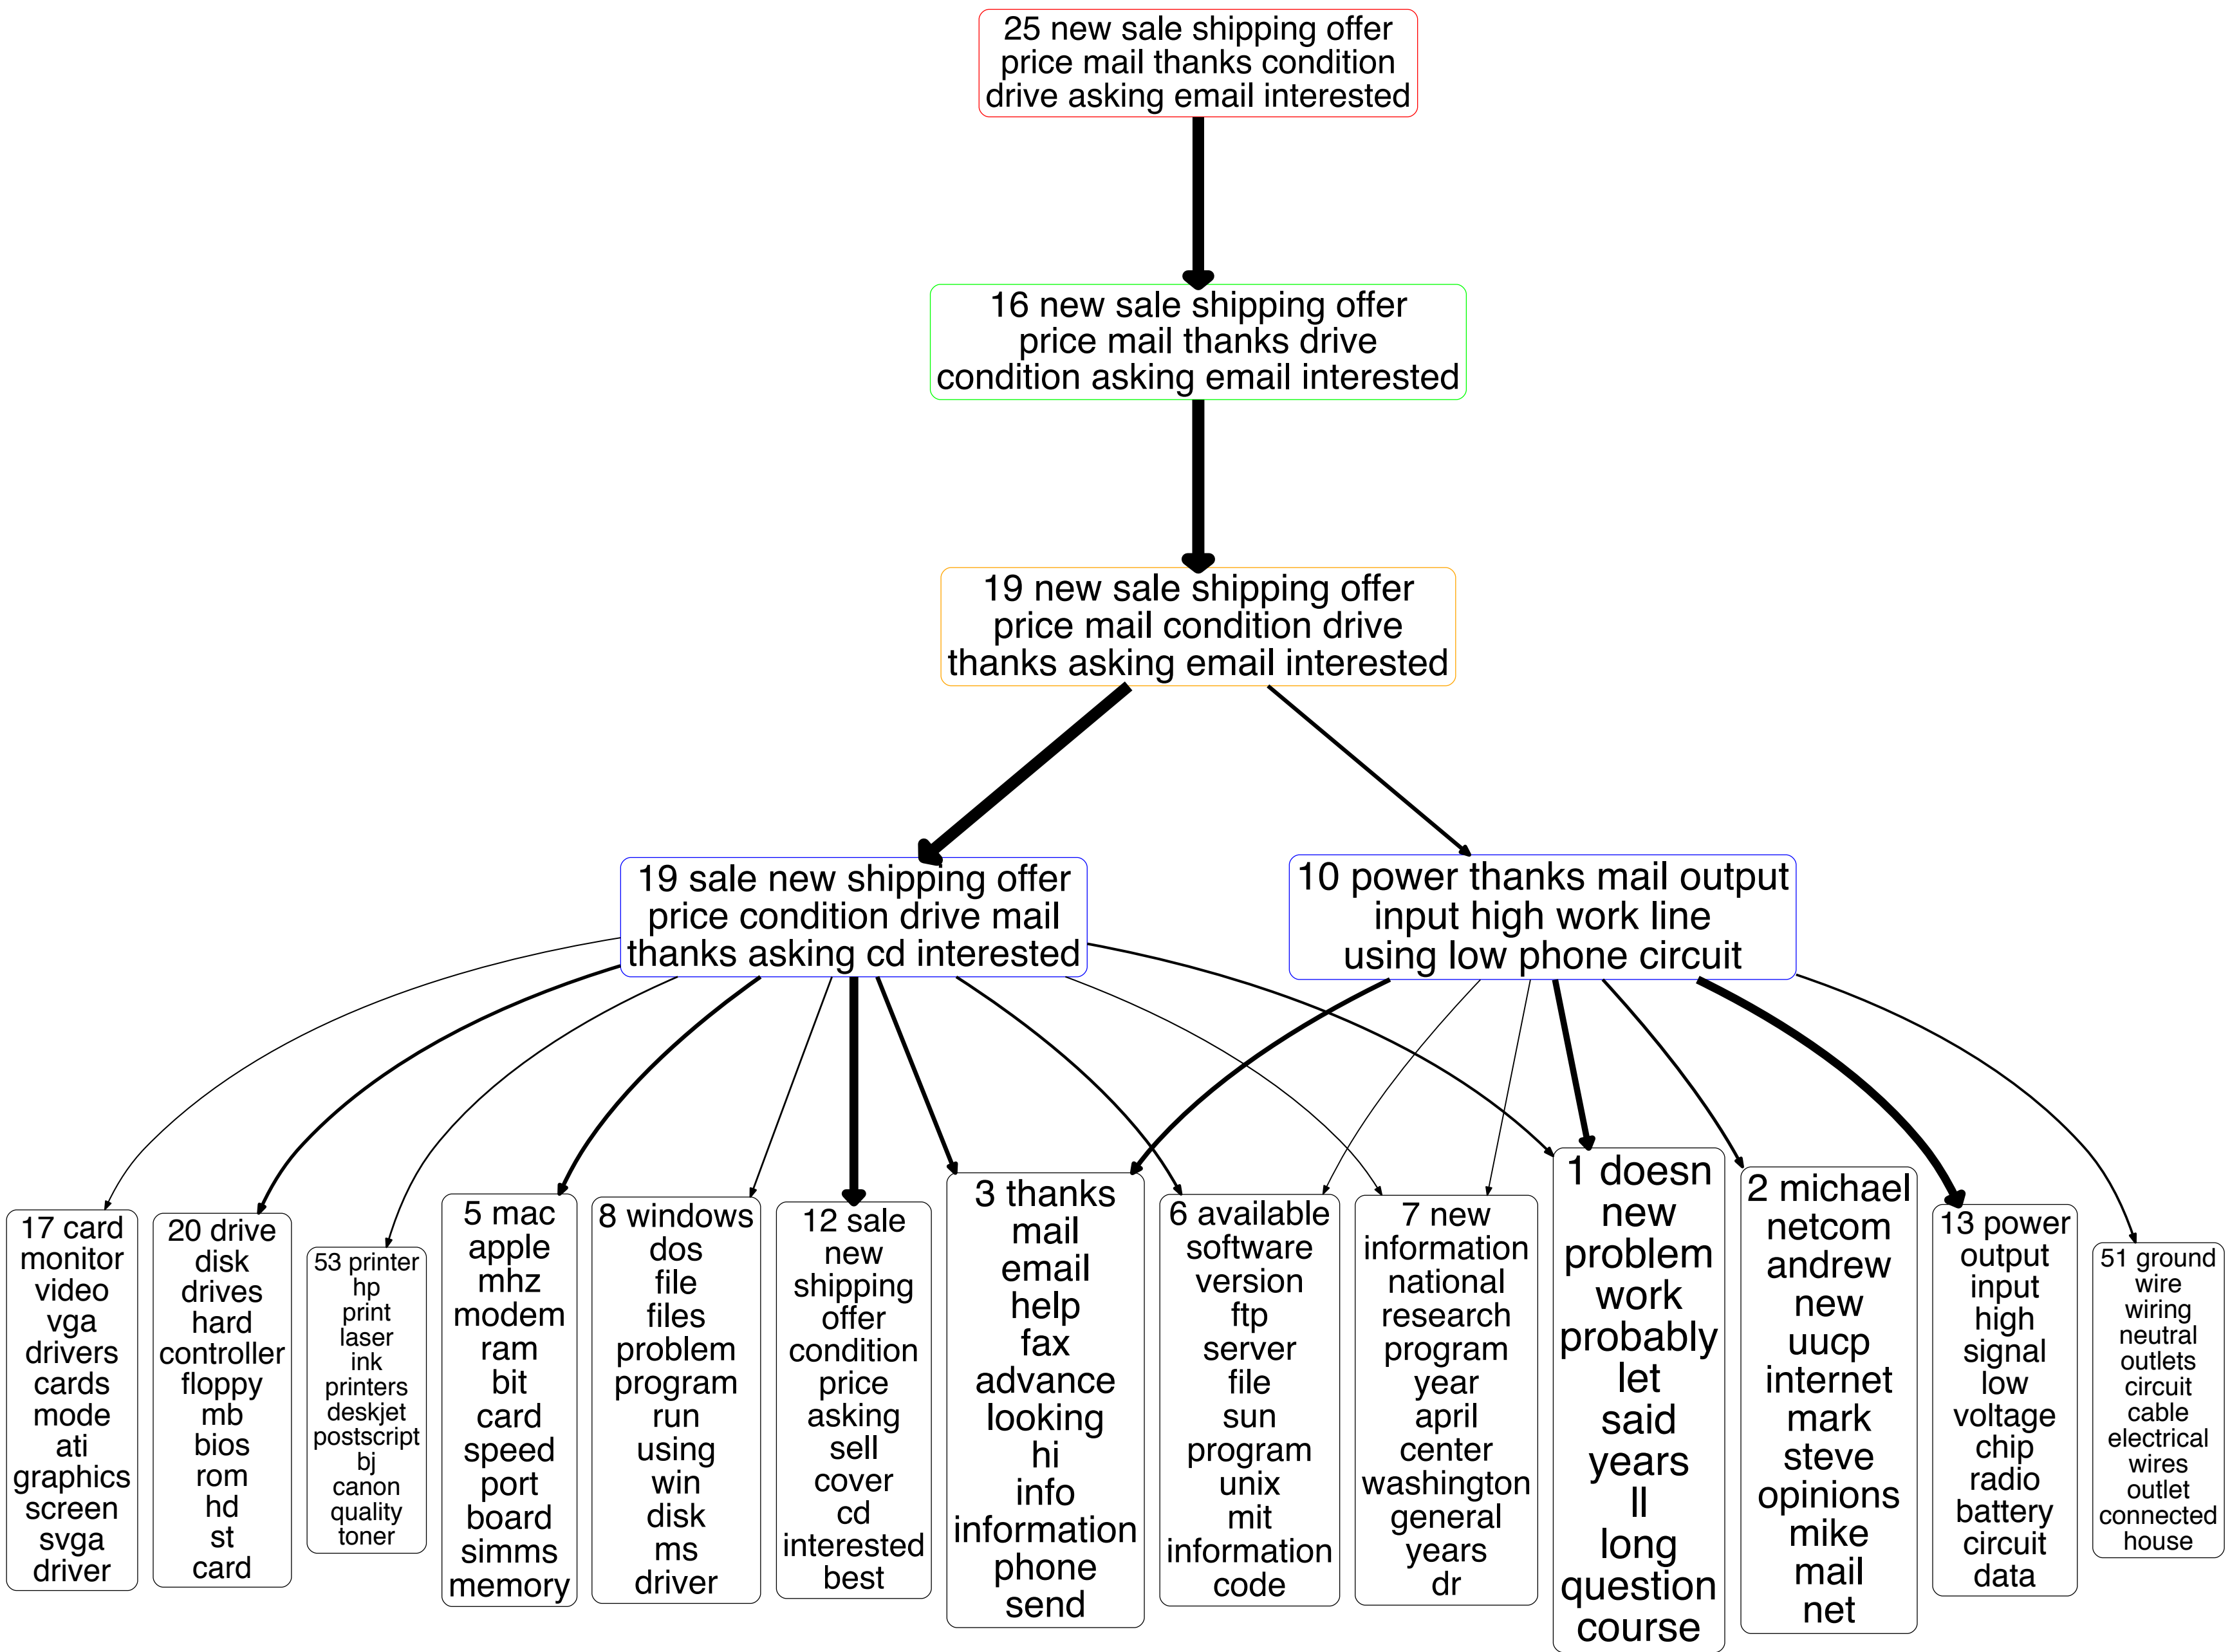 25 new sale shipping offer
price mail thanks condition
drive asking email interested
16 new sale shipping offer
price mail thanks drive
condition asking email interested
19 new sale shipping offer
price mail condition drive
thanks asking email interested
19 sale new shipping offer
price condition drive mail
thanks asking cd interested
10 power thanks mail output
input high work line
using low phone circuit
17 card
monitor
video
vga
drivers
cards
mode
ati
graphics
screen
svga
driver
20 drive
disk
drives
hard
controller
floppy
mb
bios
rom
hd
st
card
53 printer
hp
print
laser
ink
printers
deskjet
postscript
bj
canon
quality
toner
5 mac
apple
mhz
modem
ram
bit
card
speed
port
board
simms
memory
8 windows
dos
file
files
problem
program
run
using
win
disk
ms
driver
12 sale
new
shipping
offer
condition
price
asking
sell
cover
cd
interested
best
3 thanks
mail
email
help
fax
advance
looking
hi
info
information
phone
send
6 available
software
version
ftp
server
file
sun
program
unix
mit
information
code
7 new
information
national
research
program
year
april
center
washington
general
years
dr
1 doesn
new
problem
work
probably
let
said
years
ll
long
question
course
2 michael
netcom
andrew
new
uucp
internet
mark
steve
opinions
mike
mail
net
13 power
output
input
high
signal
low
voltage
chip
radio
battery
circuit
data
51 ground
wire
wiring
neutral
outlets
circuit
cable
electrical
wires
outlet
connected
house